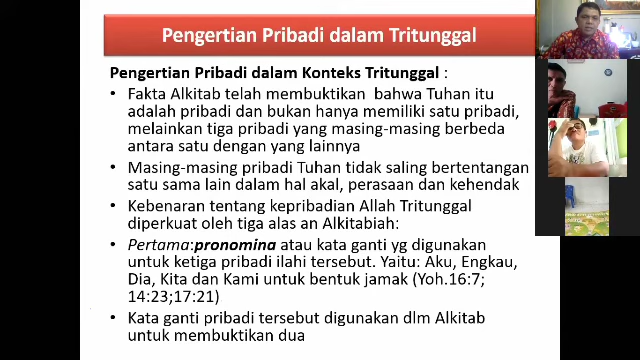 Pengertian Pribadi dalam Tritunggal
Pengertian Pribadi dalam Konteks Tritunggal :
• Fakta Alkitab telah membuktikan bahwa Tuhan itu
adalah pribadi dan bukan hanya memiliki satu pribadi,
melainkan tiga pribadi yang masing-masing berbeda
antara satu dengan yang lainnya
• Masing-masing pribadi Tuhan tidak saling bertentangan
satu sama lain dalam hal akal, perasaan dan kehendak
• Kebenaran tentang kepribadian Allah Tritunggal
diperkuat oleh tiga alas an Alkitabiah:
• Pertama:pronomina atau kata ganti yg digunakan
untuk ketiga pribadi ilahi tersebut. Yaitu: Aku, Engkau,
Dia, Kita dan Kami untuk bentuk jamak (Yoh.16:7;
14:23;17:21)
• Kata ganti pribadi tersebut digunakan dlm Alkitab
untuk membuktikan dua